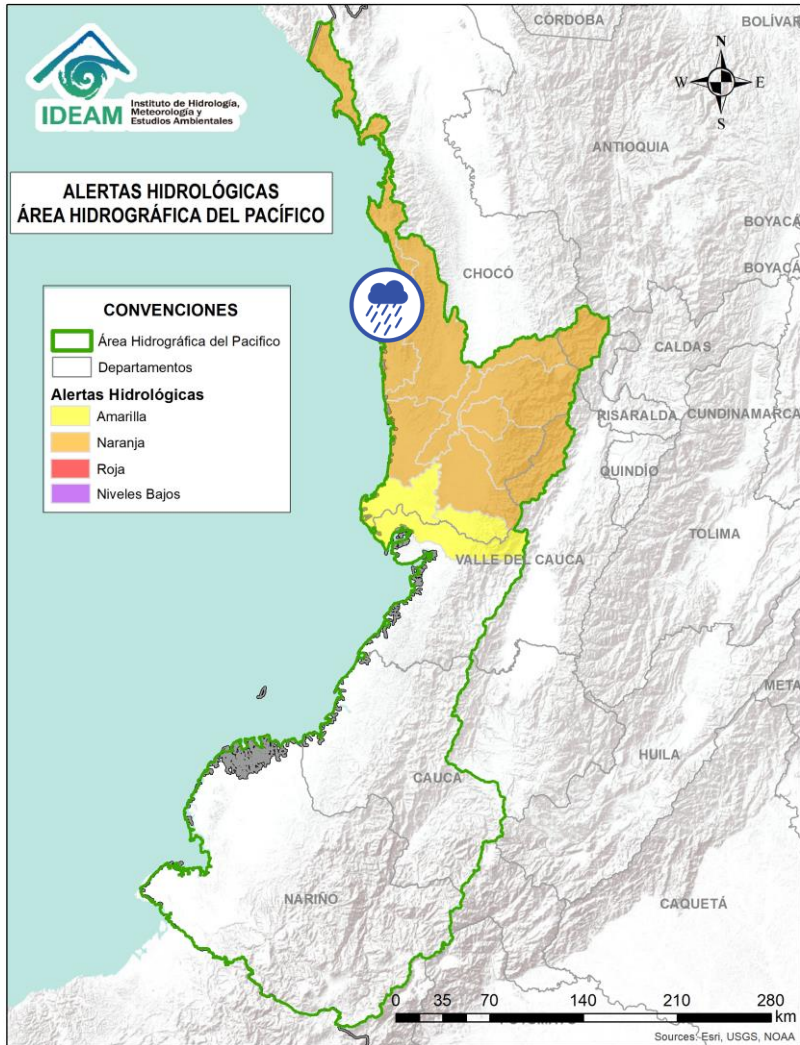 CÓRDOBA
BOLÍVAR
N
W
E
S
IDEAM
Instituto de Hidrología,
Meteorología y
Estudios Ambientales
ANTIOQUIA
ALERTAS HIDROLÓGICAS
ÁREA HIDROGRÁFICA DEL PACÍFICO
BOYACÁ
BOYACÁ
CHOCÓ
CONVENCIONES
Área Hidrográfica del Pacifico
Departamentos
Alertas Hidrológicas
Amarilla
Naranja
Roja
Niveles Bajos
CALDAS
RISARALDA
CUNDINAMARCA
QUINDÍO
TOLIMA
VALLE DEL CAUCA
META
HUILA
CAUCA
NARIÑO
CAQUETÁ
0 35 70 140 210 280
km
Sources: Esri, USGS, NOAA